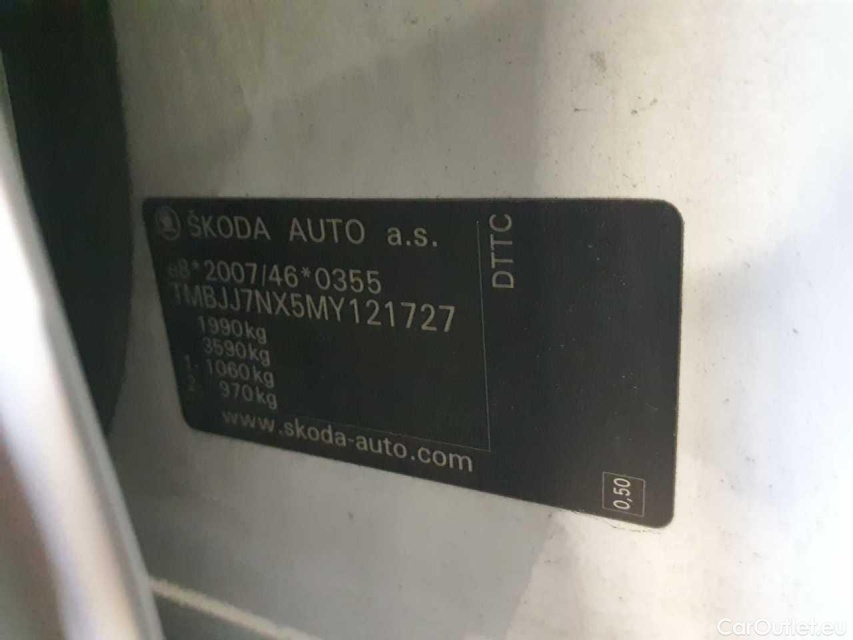 ŠKODA AUTO a.s.
e8*2007/46*0355
TMBJJ7NX5MY121727
1990kg
3590kg
1- 1060kg
2- 970kg
www.skoda-auto.com
DTTC
0,50
CarOutlet.eu